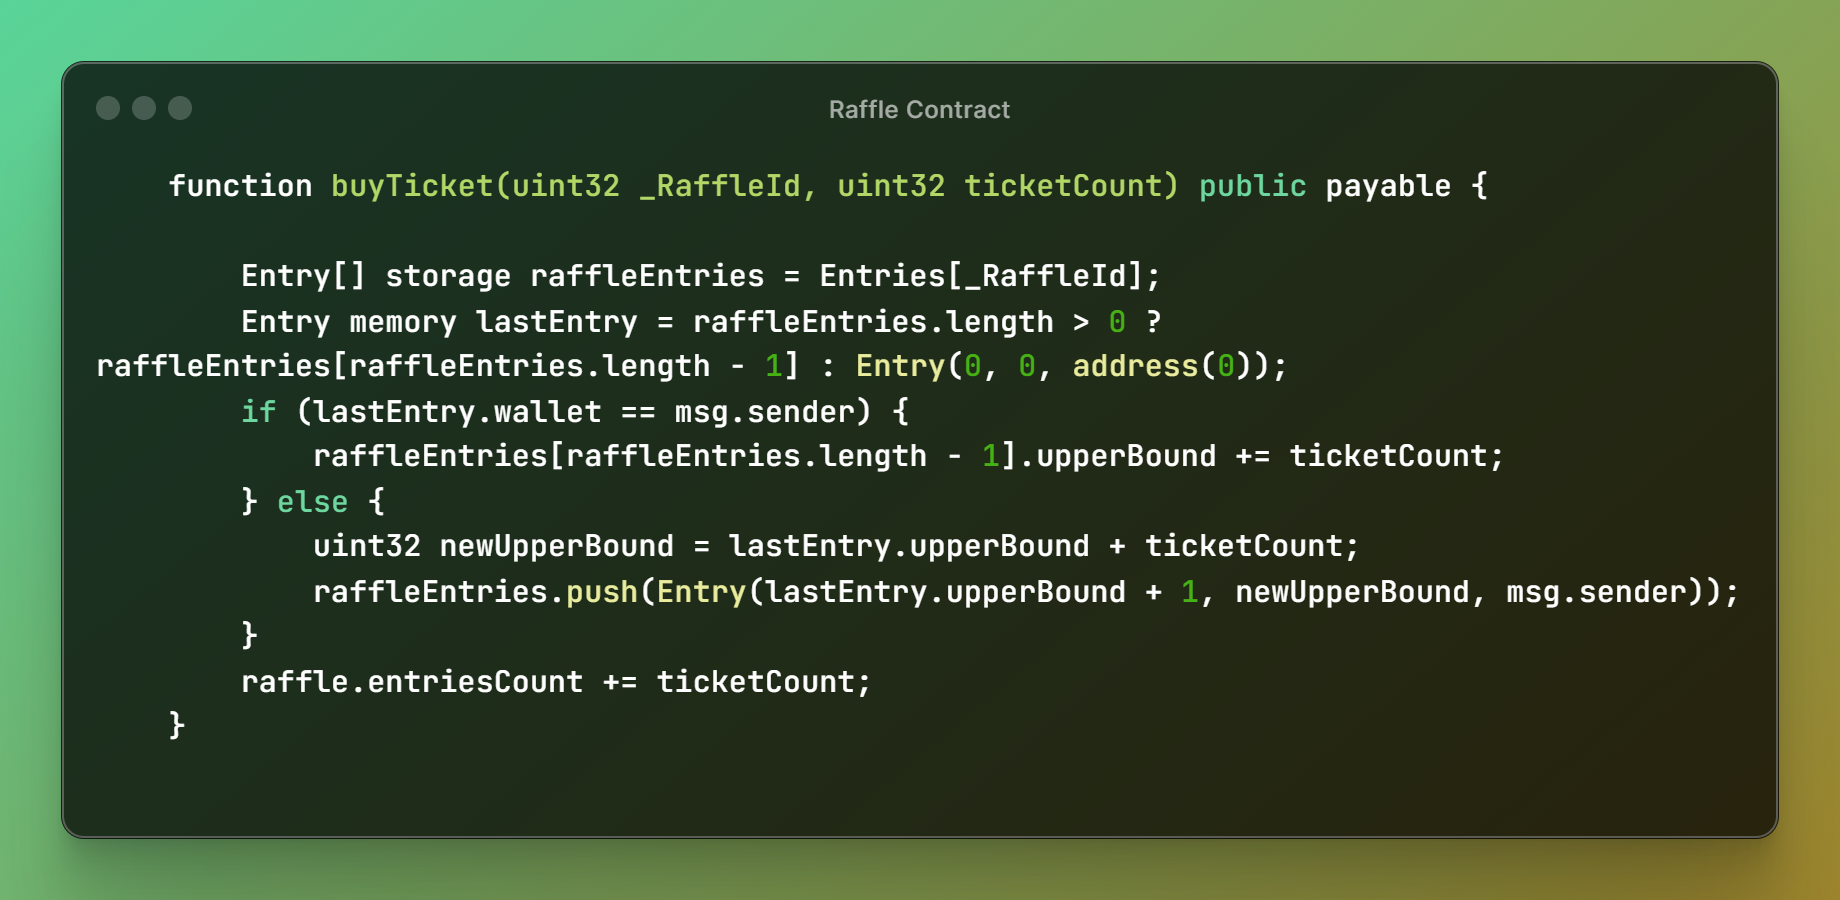 Raffle Contract
function buyTicket(uint32 _RaffleId, uint32 ticketCount) public payable {
Entry[] storage raffleEntries = Entries[_RaffleId];
Entry memory lastEntry = raffleEntries.length > 0 ?
raffleEntries[raffleEntries.length - 1] : Entry(0, 0, address(0));
if (lastEntry.wallet == msg.sender) {
raffleEntries[raffleEntries.length - 1].upperBound += ticketCount;
} else {
uint32 newUpperBound = lastEntry.upperBound + ticketCount;
raffleEntries.push(Entry(lastEntry.upperBound + 1, newUpperBound, msg.sender));
}
raffle.entriesCount += ticketCount;
}